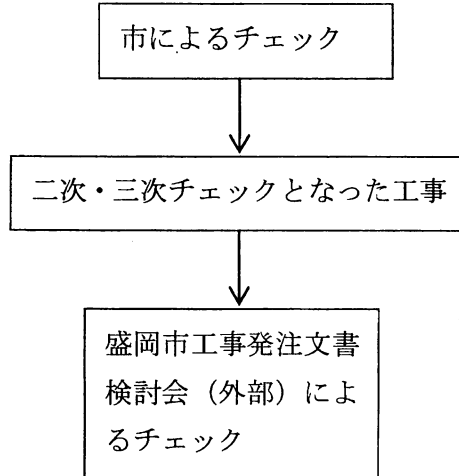 市によるチェック
二次・三次チェックとなった工事
盛岡市工事発注文書
検討会（外部）によ
るチェック